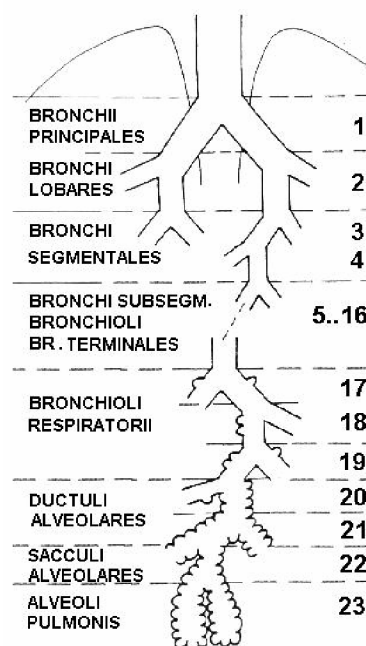 BRONCHII
PRINCIPALES
1
BRONCHI
LOBARES
2
BRONCHI
3
SEGMENTALES
4
BRONCHI SUBSEGM.
BRONCHIOLI
5..16
BR. TERMINALES
17
BRONCHIOLI
RESPIRATORII
18
19
DUCTULI
20
ALVEOLARES
21
SACCULI
ALVEOLARES
22
ALVEOLI
PULMONIS
23